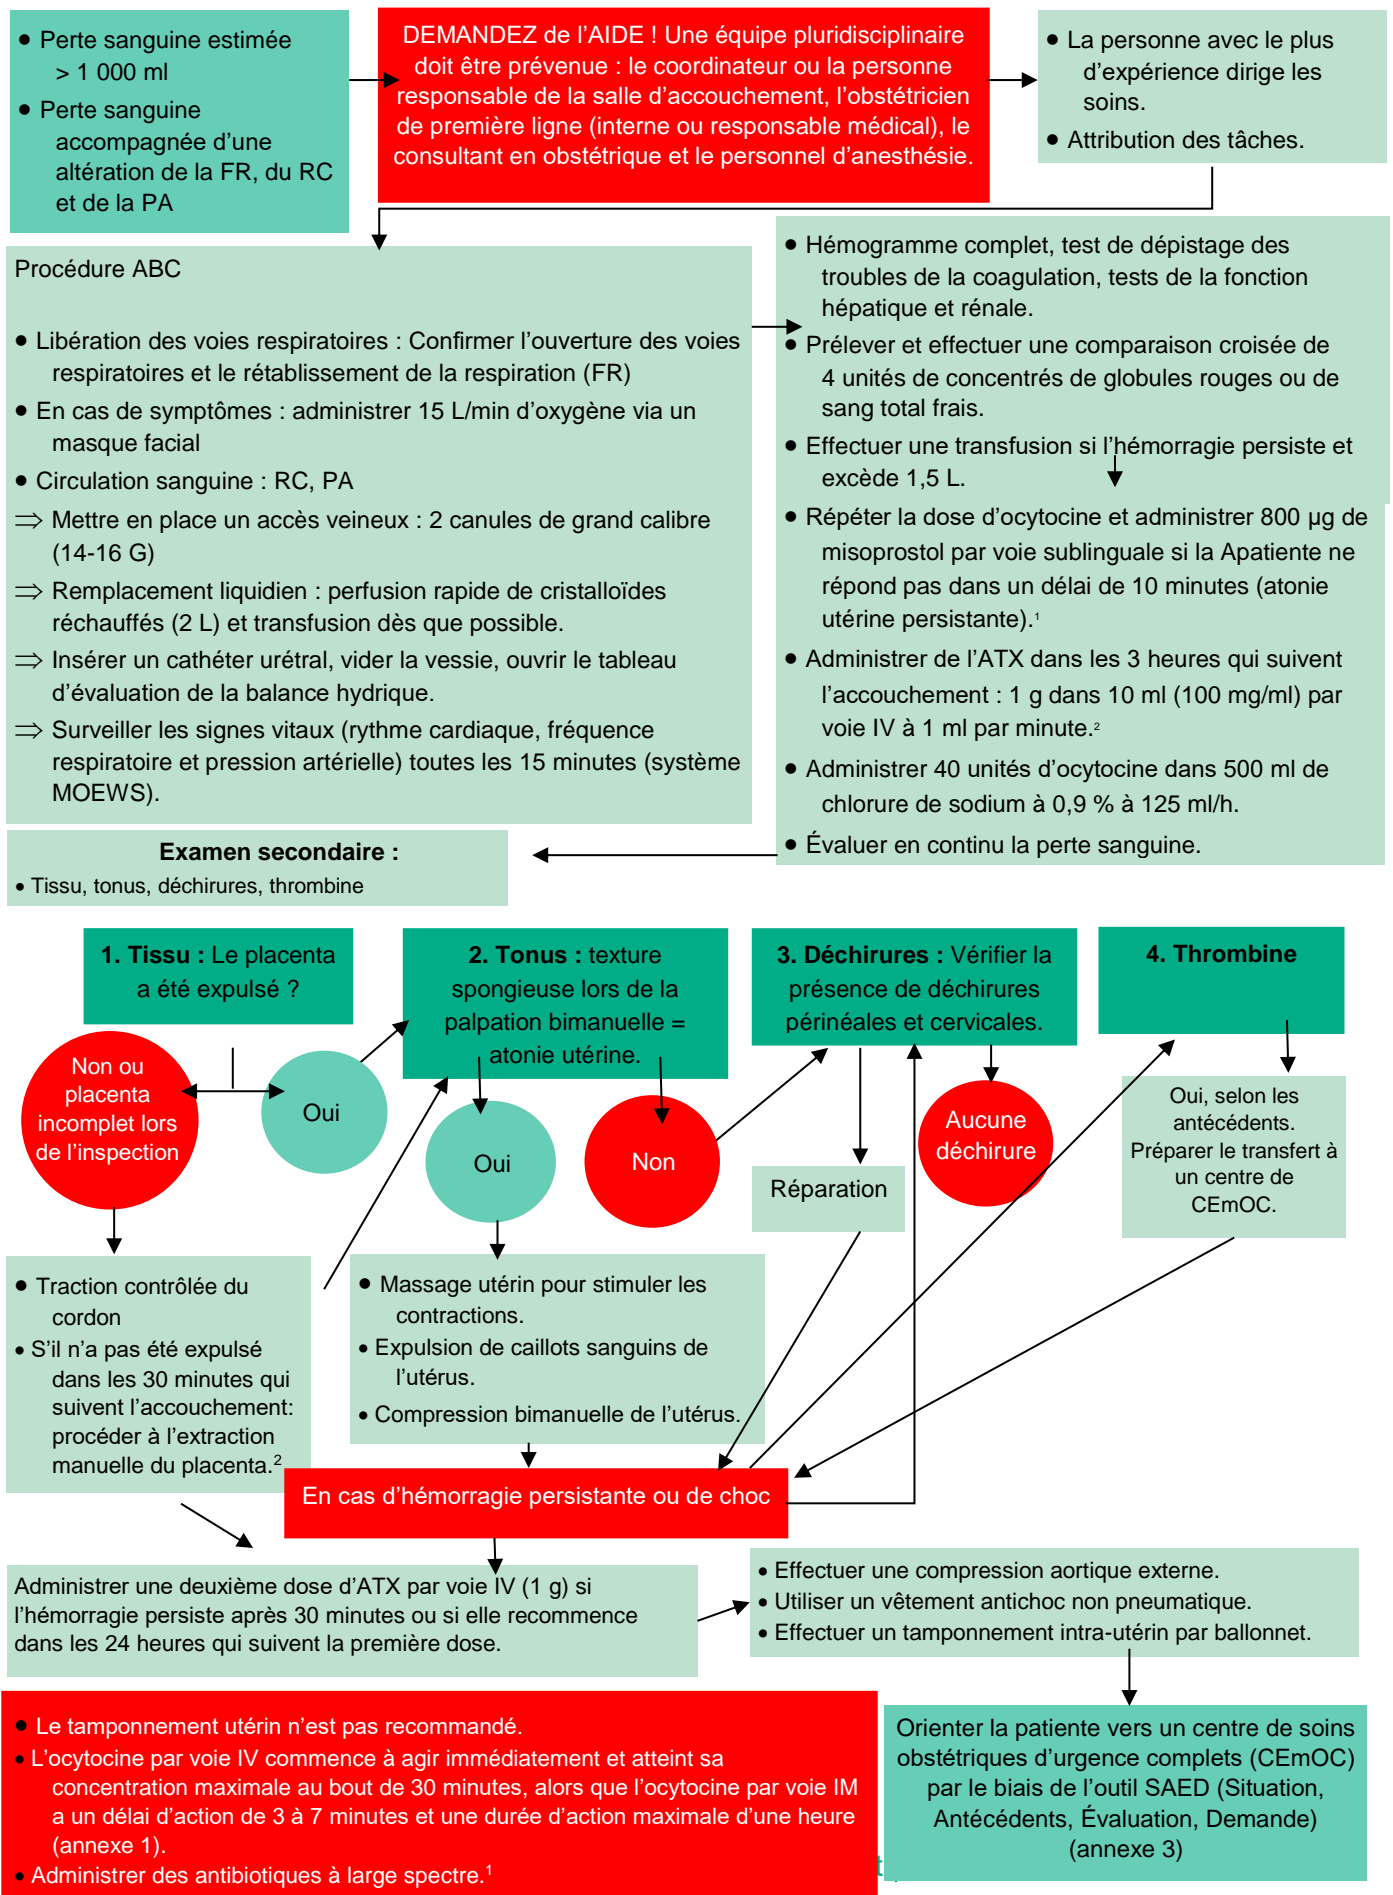 • Perte sanguine estimée
> 1 000 ml
• Perte sanguine
accompagnée d’une
altération de la FR, du RC
et de la PA
DEMANDEZ de l’AIDE ! Une équipe pluridisciplinaire
doit être prévenue : le coordinateur ou la personne
responsable de la salle d’accouchement, l’obstétricien
de première ligne (interne ou responsable médical), le
consultant en obstétrique et le personnel d’anesthésie.
• La personne avec le plus
d’expérience dirige les
soins.
• Attribution des tâches.
Procédure ABC
• Libération des voies respiratoires : Confirmer l’ouverture des voies
respiratoires et le rétablissement de la respiration (FR)
• En cas de symptômes : administrer 15 L/min d’oxygène via un
masque facial
• Circulation sanguine : RC, PA
⇒ Mettre en place un accès veineux : 2 canules de grand calibre
(14-16 G)
⇒ Remplacement liquidien : perfusion rapide de cristalloïdes
réchauffés (2 L) et transfusion dès que possible.
⇒ Insérer un cathéter urétral, vider la vessie, ouvrir le tableau
d’évaluation de la balance hydrique.
⇒ Surveiller les signes vitaux (rythme cardiaque, fréquence
respiratoire et pression artérielle) toutes les 15 minutes (système
MOEWS).
• Hémogramme complet, test de dépistage des
troubles de la coagulation, tests de la fonction
hépatique et rénale.
• Prélever et effectuer une comparaison croisée de
4 unités de concentrés de globules rouges ou de
sang total frais.
• Effectuer une transfusion si l’hémorragie persiste et
excède 1,5 L.
• Répéter la dose d’ocytocine et administrer 800 µg de
misoprostol par voie sublinguale si la Apatiente ne
répond pas dans un délai de 10 minutes (atonie
utérine persistante).¹
• Administrer de l’ATX dans les 3 heures qui suivent
l’accouchement : 1 g dans 10 ml (100 mg/ml) par
voie IV à 1 ml par minute.²
• Administrer 40 unités d’ocytocine dans 500 ml de
chlorure de sodium à 0,9 % à 125 ml/h.
• Évaluer en continu la perte sanguine.
Examen secondaire :
• Tissu, tonus, déchirures, thrombine
1. Tissu : Le placenta
a été expulsé ?
2. Tonus : texture
spongieuse lors de la
palpation bimanuelle =
atonie utérine.
3. Déchirures : Vérifier la
présence de déchirures
périnéales et cervicales.
4. Thrombine
Non ou
placenta
incomplet lors
de l’inspection
Oui
Oui
Non
Réparation
Aucune
déchirure
Oui, selon les
antécédents.
Préparer le transfert à
un centre de
CEmOC.
• Traction contrôlée du
cordon
• S’il n’a pas été expulsé
dans les 30 minutes qui
suivent l’accouchement:
procéder à l’extraction
manuelle du placenta.²
• Massage utérin pour stimuler les
contractions.
• Expulsion de caillots sanguins de
l’utérus.
• Compression bimanuelle de l’utérus.
En cas d’hémorragie persistante ou de choc
Administrer une deuxième dose d’ATX par voie IV (1 g) si
l’hémorragie persiste après 30 minutes ou si elle recommence
dans les 24 heures qui suivent la première dose.
• Effectuer une compression aortique externe.
• Utiliser un vêtement antichoc non pneumatique.
• Effectuer un tamponnement intra-utérin par ballonnet.
• Le tamponnement utérin n’est pas recommandé.
• L’ocytocine par voie IV commence à agir immédiatement et atteint sa
concentration maximale au bout de 30 minutes, alors que l’ocytocine par voie IM
a un délai d’action de 3 à 7 minutes et une durée d’action maximale d’une heure
(annexe 1).
• Administrer des antibiotiques à large spectre.¹
Orienter la patiente vers un centre de soins
obstétriques d’urgence complets (CEmOC)
par le biais de l’outil SAED (Situation,
Antécédents, Évaluation, Demande)
(annexe 3)